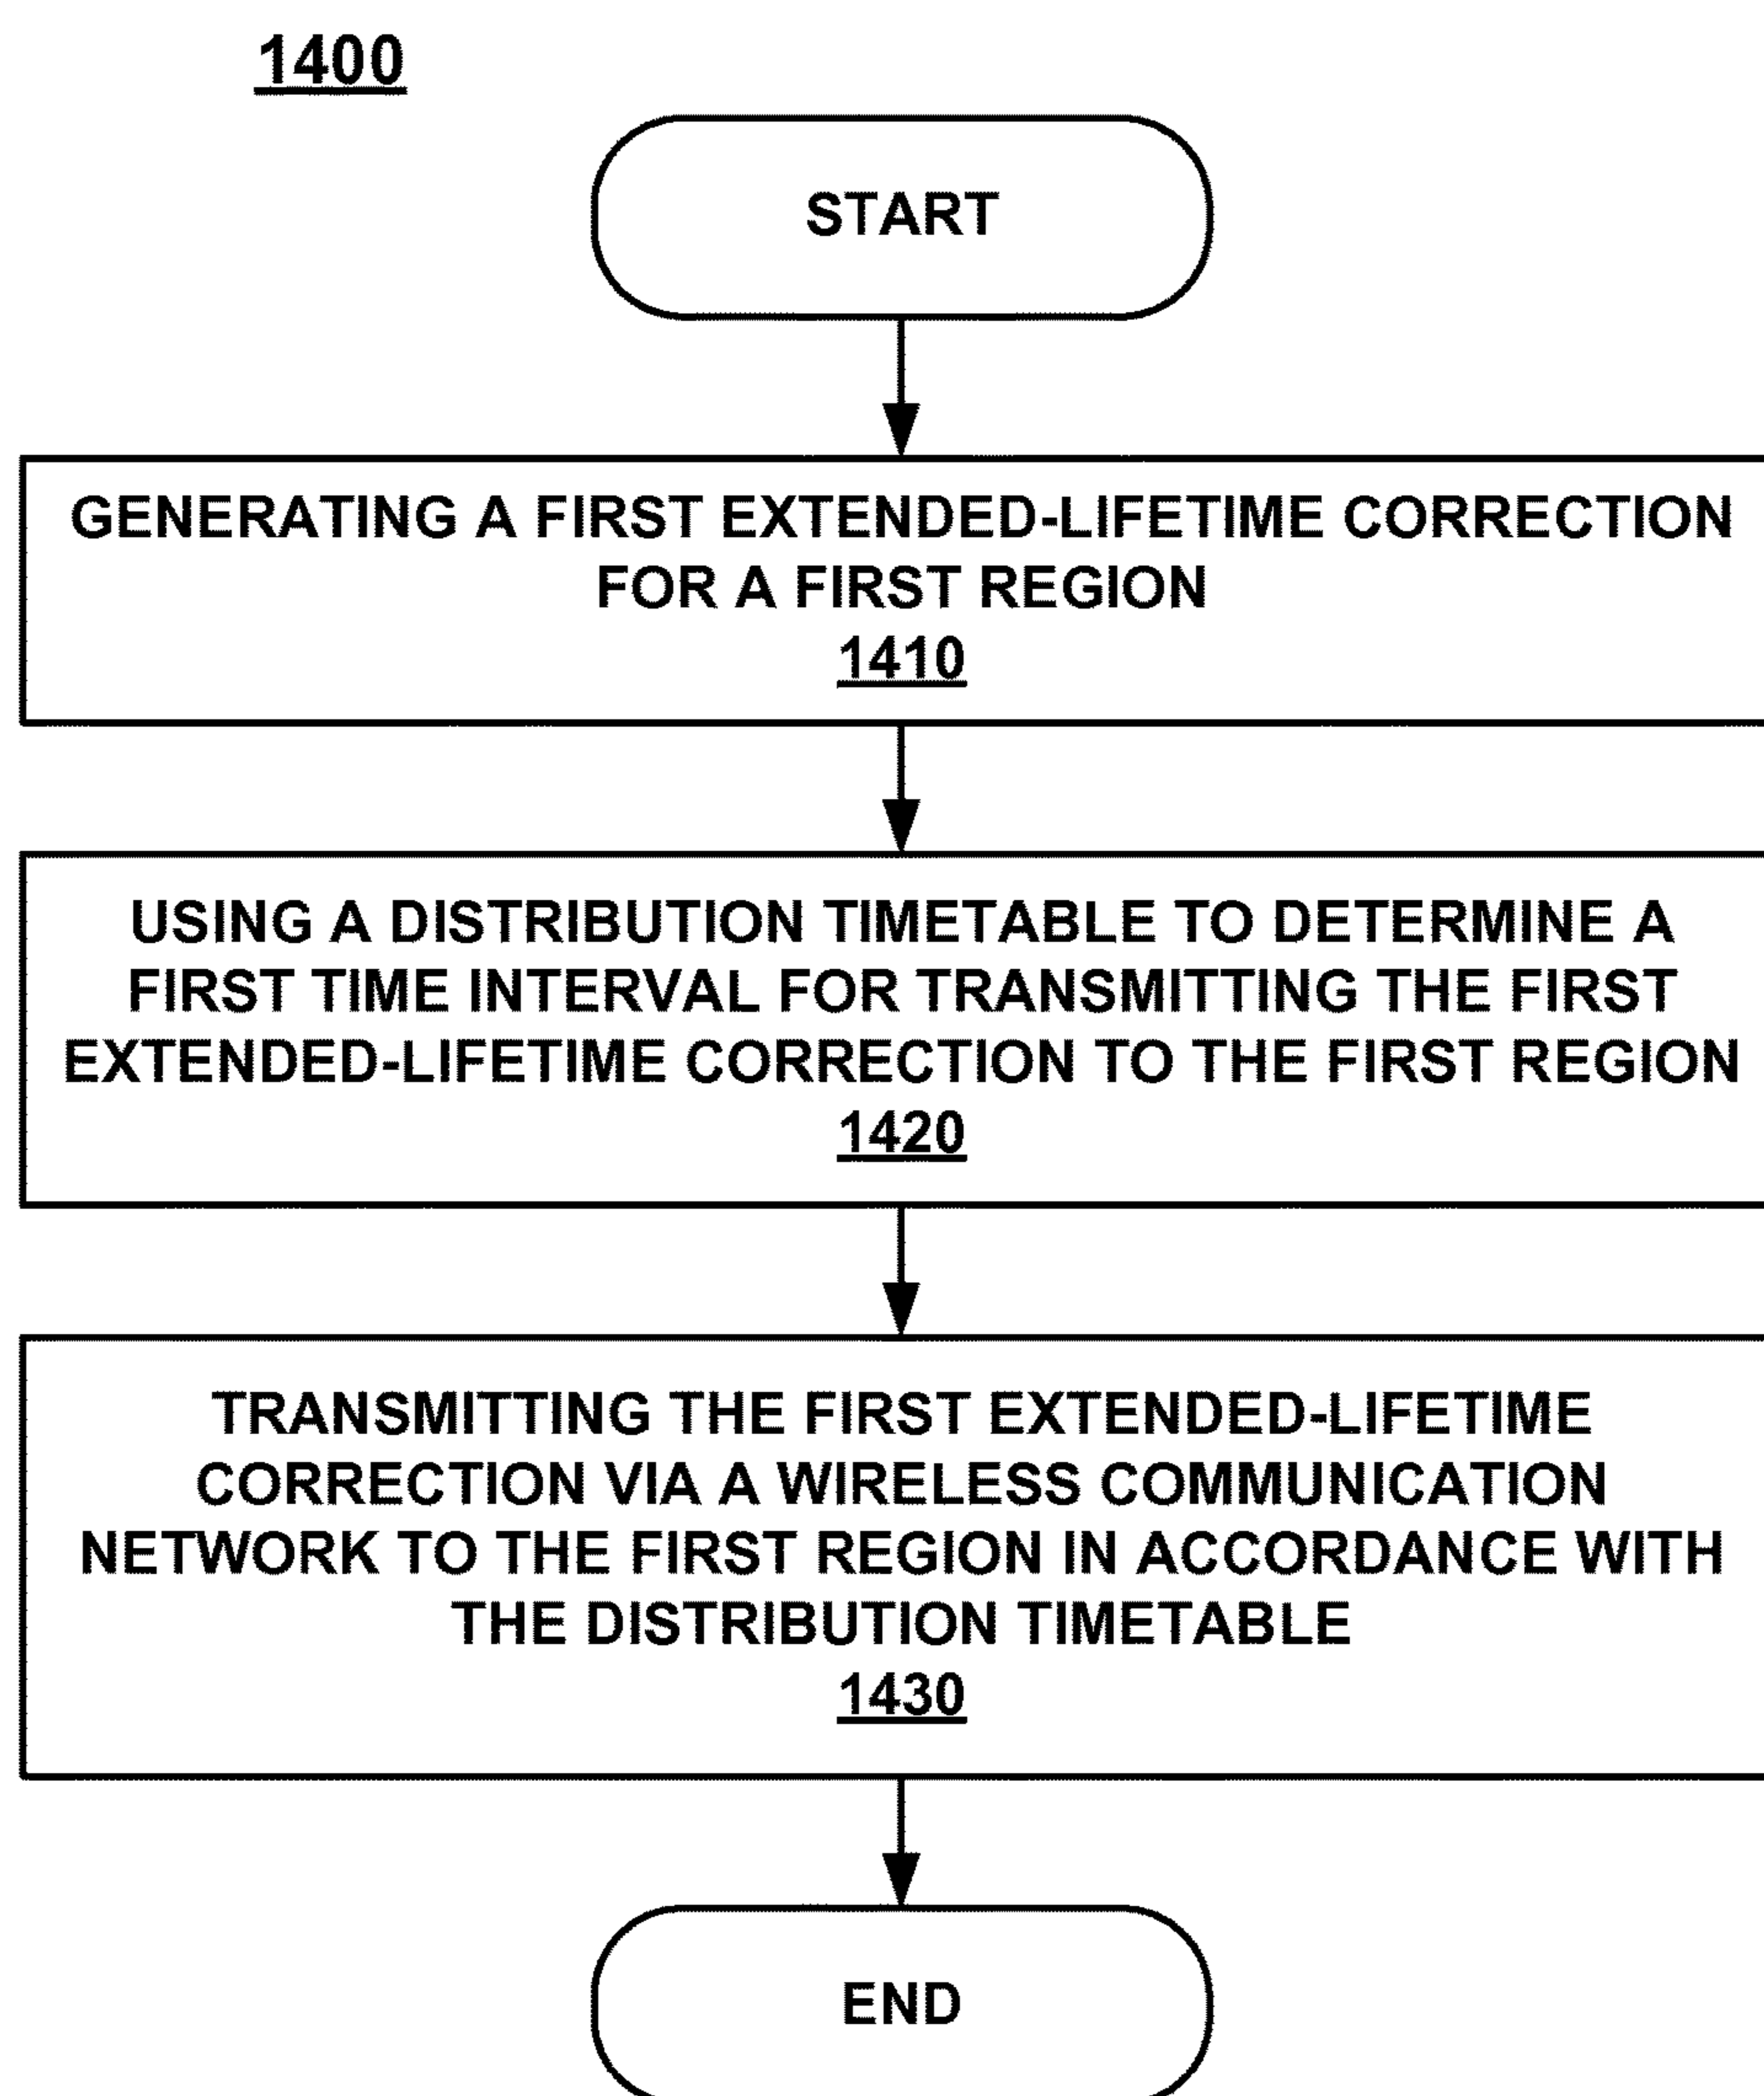 1400
START
GENERATING A FIRST EXTENDED-LIFETIME CORRECTION
FOR A FIRST REGION
1410
USING A DISTRIBUTION TIMETABLE TO DETERMINE A
FIRST TIME INTERVAL FOR TRANSMITTING THE FIRST
EXTENDED-LIFETIME CORRECTION TO THE FIRST REGION
1420
TRANSMITTING THE FIRST EXTENDED-LIFETIME
CORRECTION VIA A WIRELESS COMMUNICATION
NETWORK TO THE FIRST REGION IN ACCORDANCE WITH
THE DISTRIBUTION TIMETABLE
1430
END